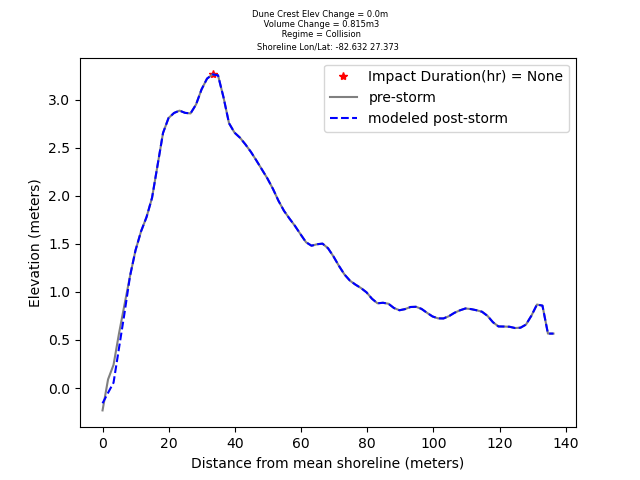 Dune Crest Elev Change = 0.0m
Volume Change = 0.815m3
Regime = Collision
Shoreline Lon/Lat: -82.632 27.373
Impact Duration(hr) = None
pre-storm
modeled post-storm
Elevation (meters)
3.0
2.5
2.0
1.5
1.0
0.5
0.0
0 20 40 60 80 100 120 140
Distance from mean shoreline (meters)